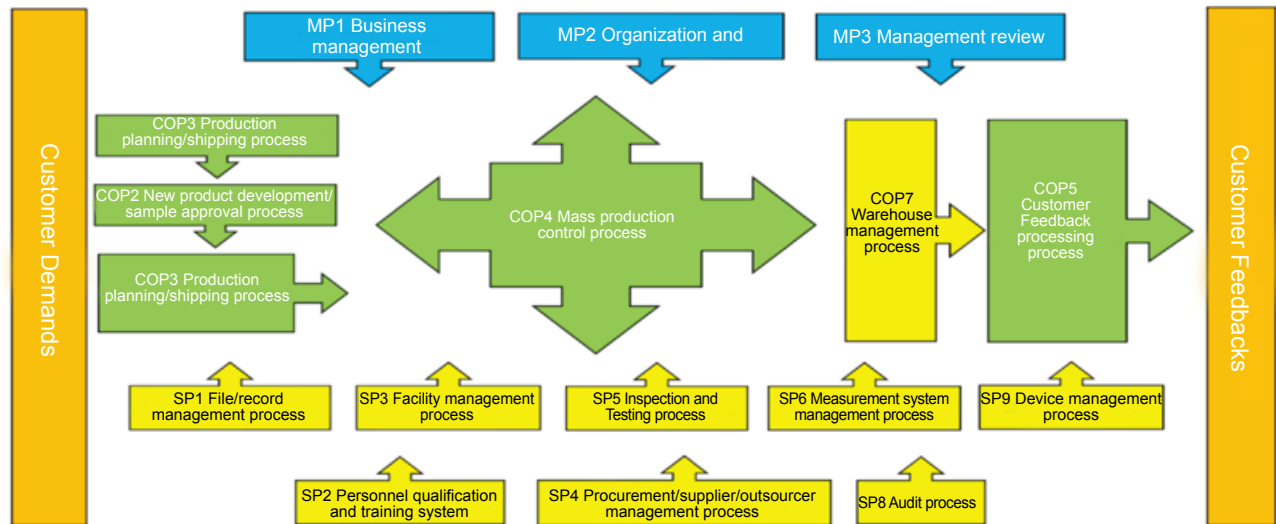 MP1 Business
management
MP2 Organization and
MP3 Management review
Customer Demands
COP3 Production
planning/shipping process
COP2 New product development/
sample approval process
COP3 Production
planning/shipping process
COP4 Mass production
control process
COP7
Warehouse
management
process
COP5
Customer
Feedback
processing
process
Customer Feedbacks
SP1 File/record
management process
SP3 Facility management
process
SP5 Inspection and
Testing process
SP6 Measurement system
management process
SP9 Device management
process
SP2 Personnel qualification
and training system
SP4 Procurement/supplier/outsourcer
management process
SP8 Audit process